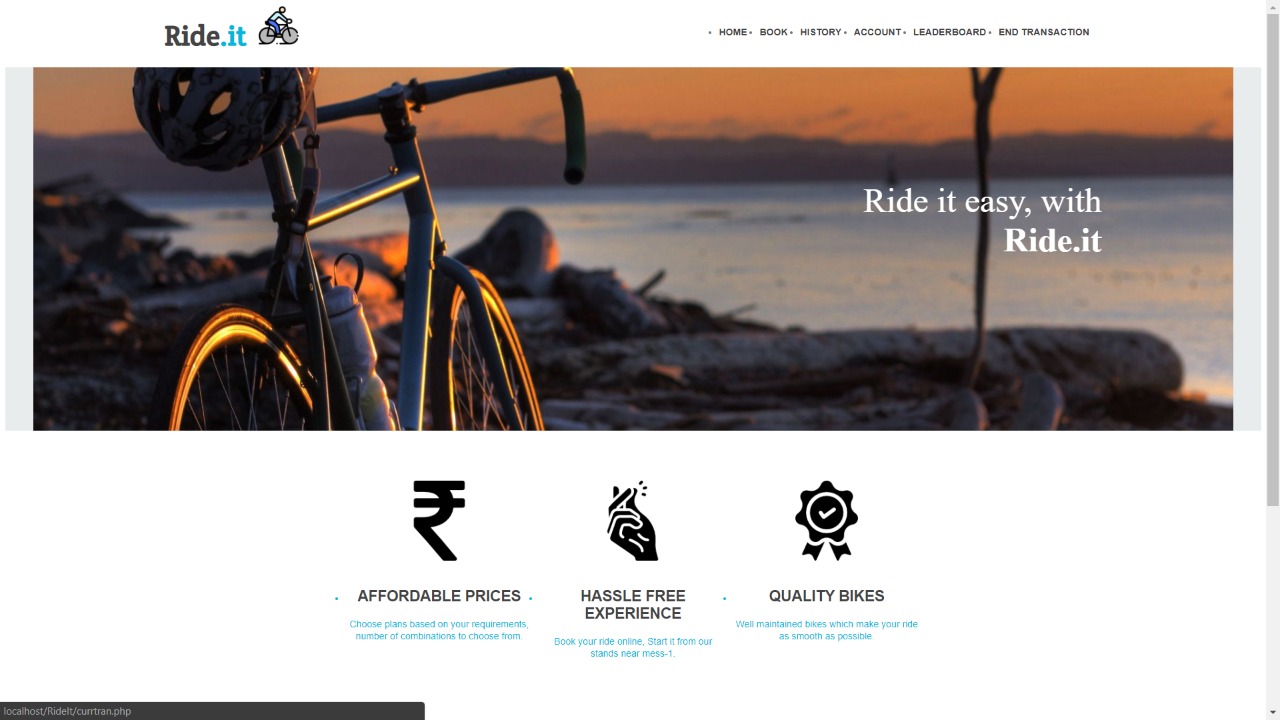 Ride.it
• HOME • BOOK • HISTORY • ACCOUNT • LEADERBOARD • END TRANSACTION
Ride it easy, with
Ride.it
₹
• AFFORDABLE PRICES
Choose plans based on your requirements,
number of combinations to choose from.
• HASSLE FREE
EXPERIENCE
Book your ride online, Start it from our
stands near mess-1.
• QUALITY BIKES
Well maintained bikes which make your ride
as smooth as possible.
localhost/RideIt/currtran.php